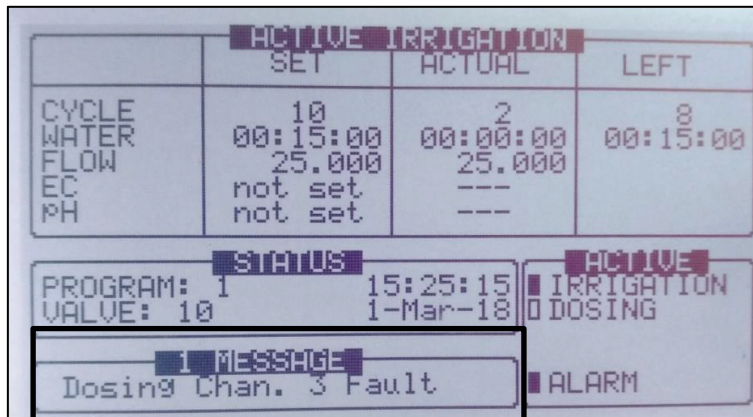 ACTIVE IRRIGATION
SET ACTUAL LEFT
CYCLE 10 2 8
WATER 00:15:00 00:00:00 00:15:00
FLOW 25.000 25.000
EC not set ---
pH not set ---
STATUS
PROGRAM: 1 15:25:15
VALVE: 10 1-Mar-18
ACTIVE
IRRIGATION
DOSING
ALARM
1 MESSAGE
Dosing Chan. 3 Fault